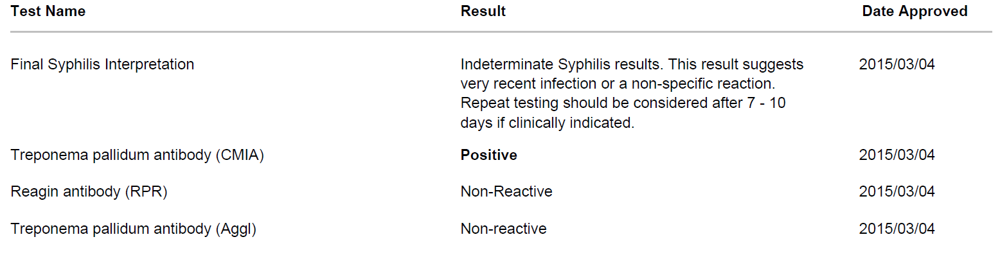 Test Name Result Date Approved
Final Syphilis Interpretation Indeterminate Syphilis results. This result suggests 2015/03/04
very recent infection or a non-specific reaction.
Repeat testing should be considered after 7 - 10
days if clinically indicated.
Treponema pallidum antibody (CMIA) Positive 2015/03/04
Reagin antibody (RPR) Non-Reactive 2015/03/04
Treponema pallidum antibody (Aggl) Non-reactive 2015/03/04